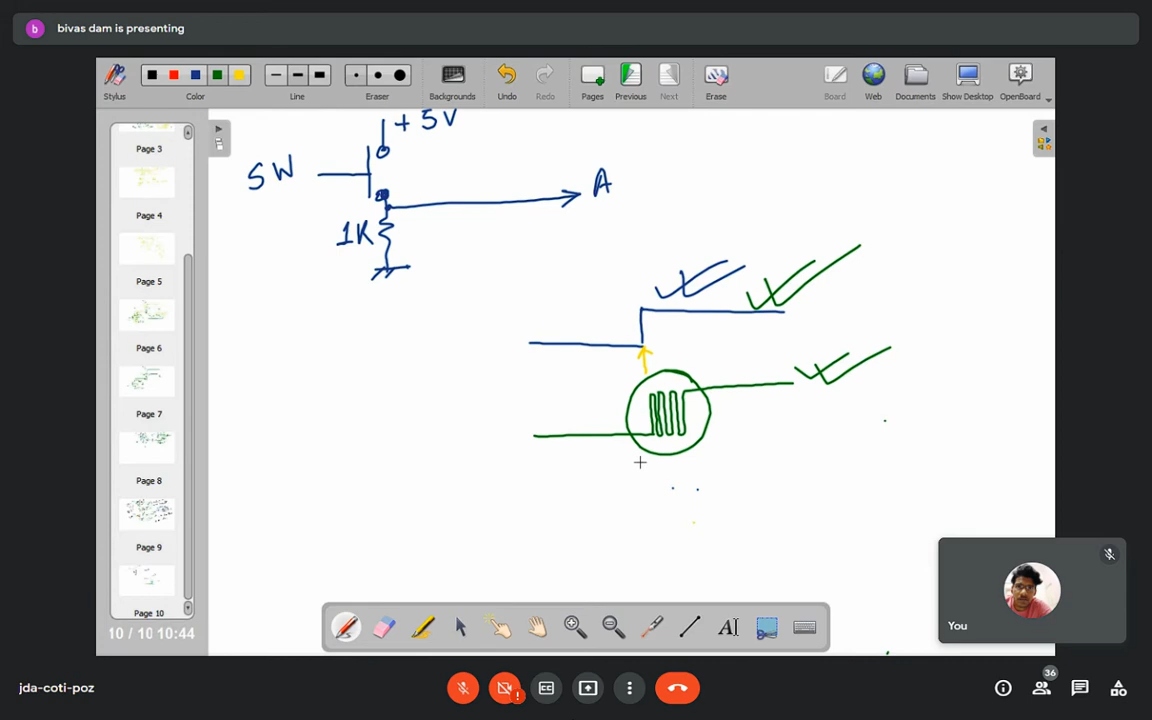 b bivas dam is presenting
Stylus Color Line Eraser Backgrounds Undo Redo Pages Previous Next Erase Board Web Documents Show Desktop OpenBoard
+ 5V
SW
A
1K
Page 3
Page 4
Page 5
Page 6
Page 7
Page 8
Page 9
Page 10
10 / 10 10:44
A
You
jda-coti-poz
!
36